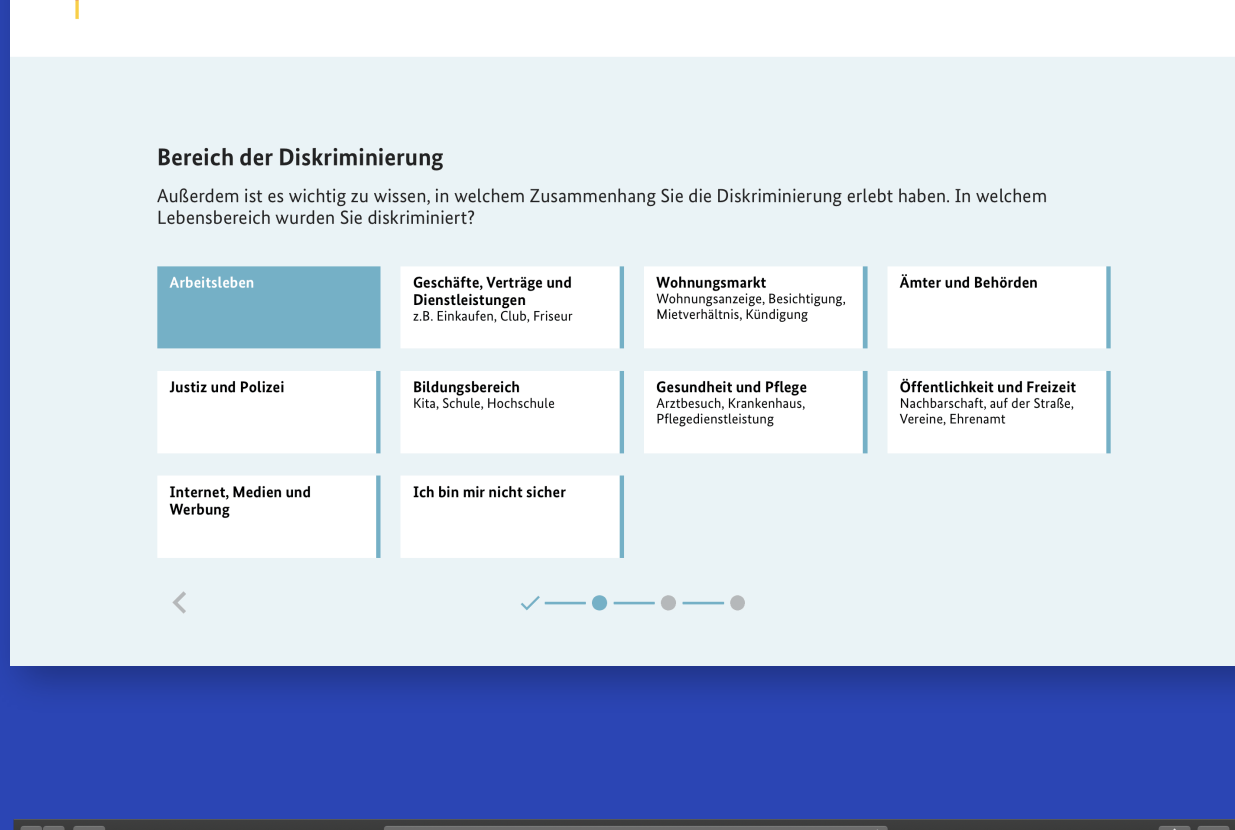 Bereich der Diskriminierung
Außerdem ist es wichtig zu wissen, in welchem Zusammenhang Sie die Diskriminierung erlebt haben. In welchem
Lebensbereich wurden Sie diskriminiert?
Arbeitsleben
Geschäfte, Verträge und
Dienstleistungen
z.B. Einkaufen, Club, Friseur
Wohnungsmarkt
Wohnungsanzeige, Besichtigung,
Mietverhältnis, Kündigung
Ämter und Behörden
Justiz und Polizei
Bildungsbereich
Kita, Schule, Hochschule
Gesundheit und Pflege
Arztbesuch, Krankenhaus,
Pflegedienstleistung
Öffentlichkeit und Freizeit
Nachbarschaft, auf der Straße,
Vereine, Ehrenamt
Internet, Medien und
Werbung
Ich bin mir nicht sicher